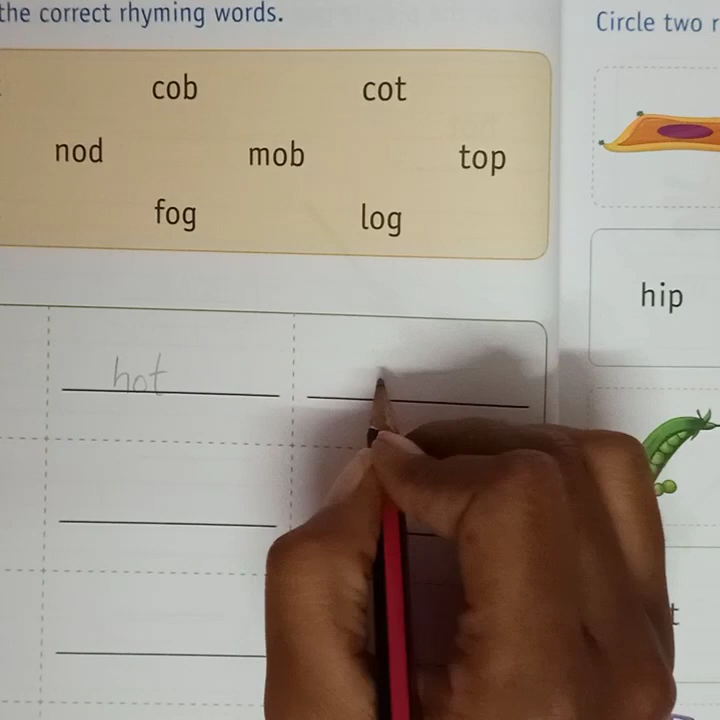 the correct rhyming words.
cob cot
nod mob top
fog log
hot
Circle two
hip